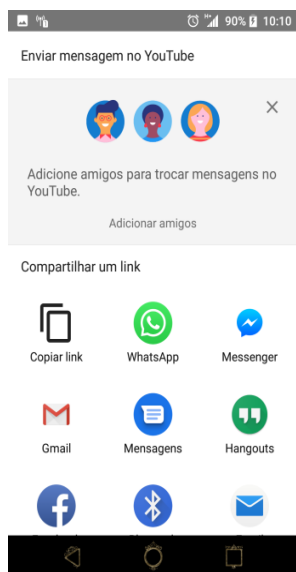 90% 10:10
Enviar mensagem no YouTube
Adicione amigos para trocar mensagens no
YouTube.
Adicionar amigos
Compartilhar um link
Copiar link WhatsApp Messenger
Gmail Mensagens Hangouts